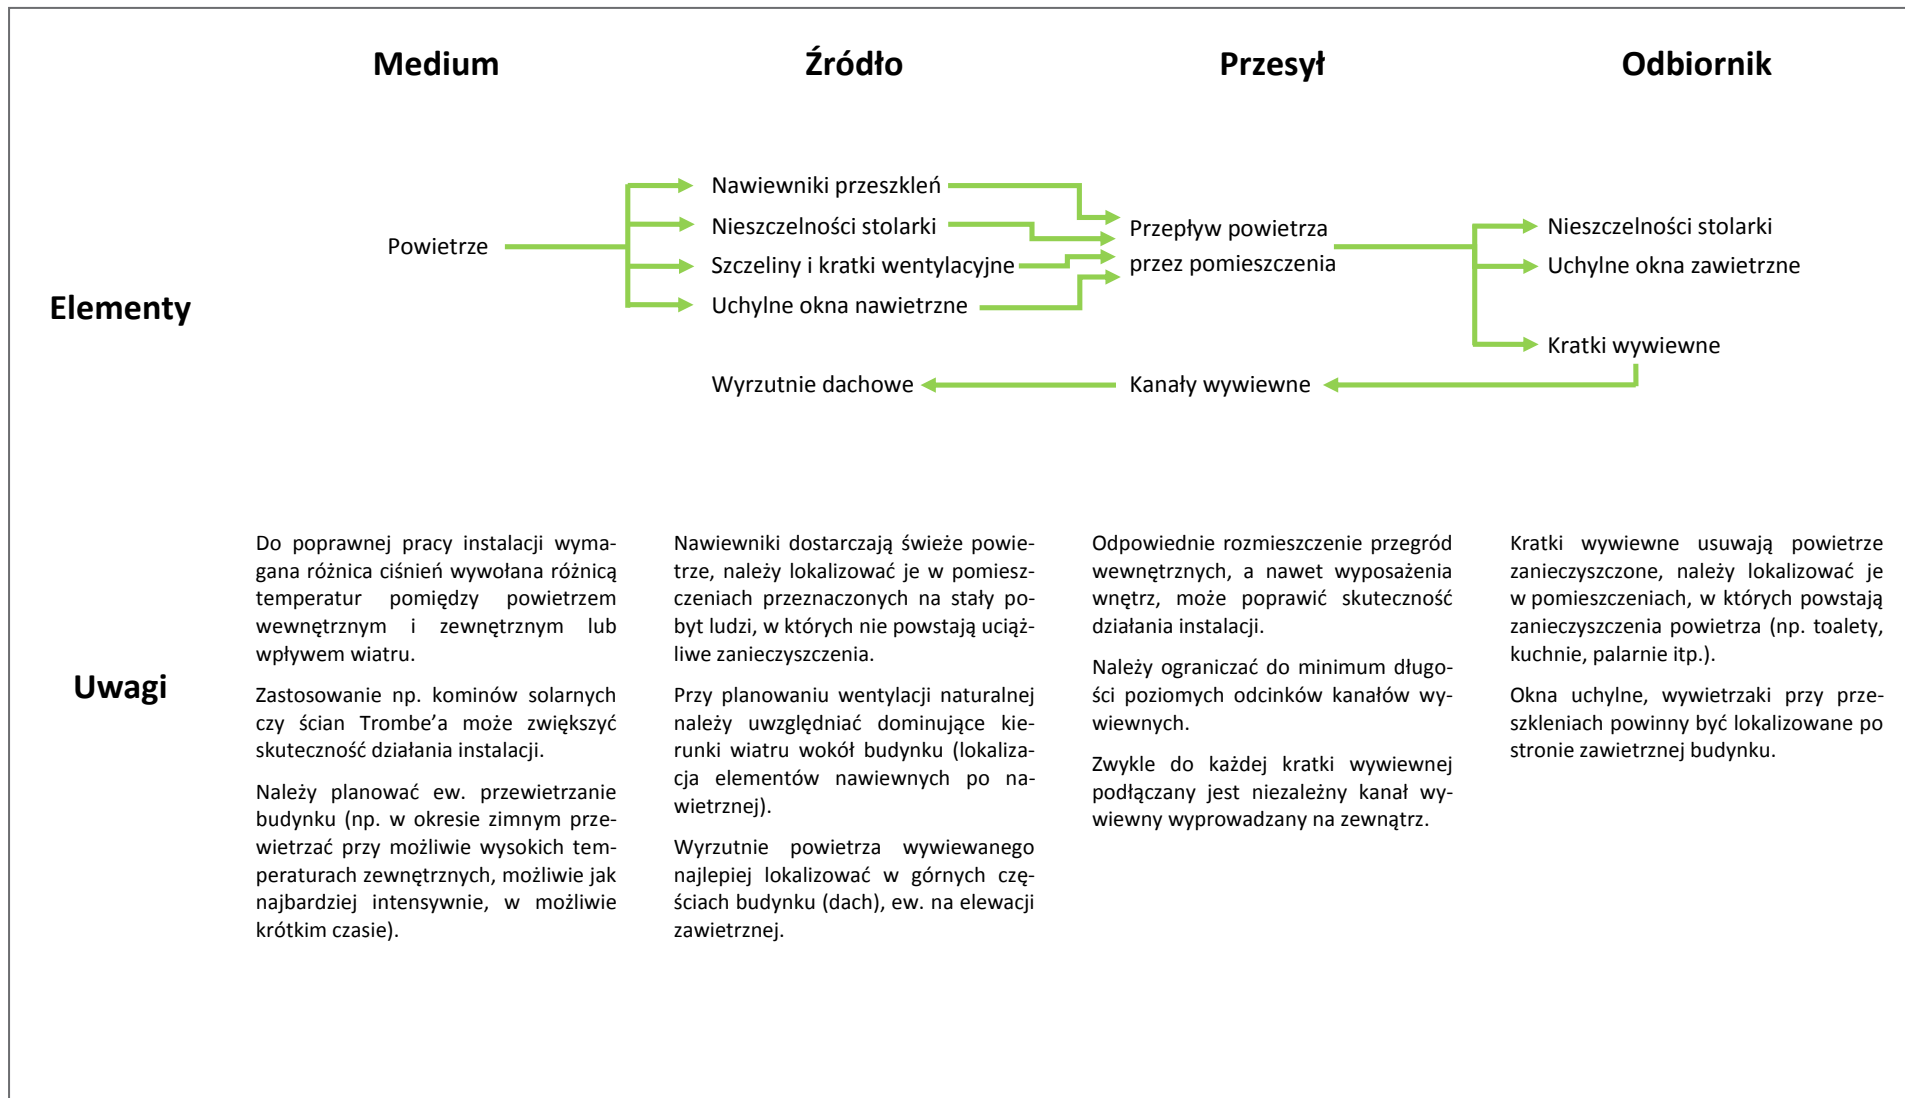 Medium
Źródło
Przesył
Odbiornik
Elementy
Powietrze
Nawiewniki przeszkleń
Nieszczelności stolarki
Szczeliny i kratki wentylacyjne
Uchylne okna nawietrzne
Wyrzutnie dachowe
Przepływ powietrza
przez pomieszczenia
Kanały wywiewne
Nieszczelności stolarki
Uchylne okna zawietrzne
Kratki wywiewne
Uwagi
Do poprawnej pracy instalacji wyma-
gana różnica ciśnień wywołana różnicą
temperatur pomiędzy powietrzem
wewnętrznym i zewnętrznym lub
wpływem wiatru.
Zastosowanie np. kominów solarnych
czy ścian Trombe’a może zwiększyć
skuteczność działania instalacji.
Należy planować ew. przewietrzanie
budynku (np. w okresie zimnym prze-
wietrzać przy możliwie wysokich tem-
peraturach zewnętrznych, możliwie jak
najbardziej intensywnie, w możliwie
krótkim czasie).
Nawiewniki dostarczają świeże powie-
trze, należy lokalizować je w pomiesz-
czeniach przeznaczonych na stały po-
byt ludzi, w których nie powstają uciąż-
liwe zanieczyszczenia.
Przy planowaniu wentylacji naturalnej
należy uwzględniać dominujące kie-
runki wiatru wokół budynku (lokaliza-
cja elementów nawiewnych po na-
wietrznej).
Wyrzutnie powietrza wywiewanego
najlepiej lokalizować w górnych czę-
ściach budynku (dach), ew. na elewacji
zawietrznej.
Odpowiednie rozmieszczenie przegród
wewnętrznych, a nawet wyposażenia
wnętrz, może poprawić skuteczność
działania instalacji.
Należy ograniczać do minimum długo-
ści poziomych odcinków kanałów wy-
wiewnych.
Zwykle do każdej kratki wywiewnej
podłączany jest niezależny kanał wy-
wiewny wyprowadzany na zewnątrz.
Kratki wywiewne usuwają powietrze
zanieczyszczone, należy lokalizować je
w pomieszczeniach, w których powstają
zanieczyszczenia powietrza (np. toalety,
kuchnie, palarnie itp.).
Okna uchylne, wywietrzaki przy prze-
szkleniach powinny być lokalizowane po
stronie zawietrznej budynku.